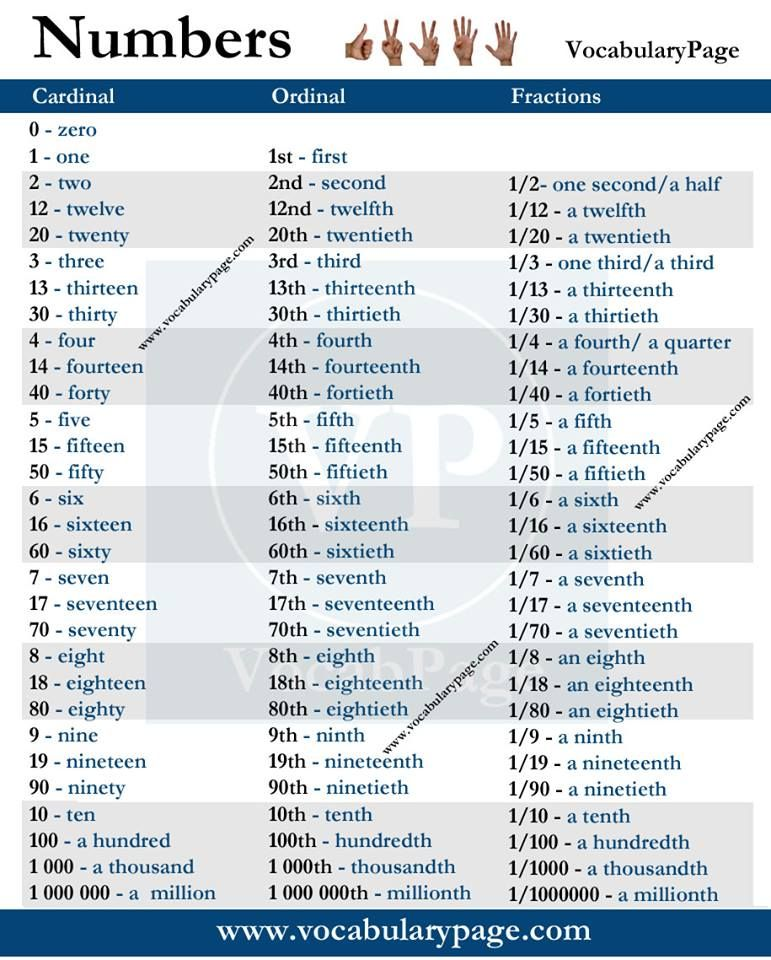 Numbers
VocabularyPage
Cardinal Ordinal Fractions
0 - zero
1 - one 1st - first
2 - two 2nd - second 1/2- one second/a half
12 - twelve 12nd - twelfth 1/12 - a twelfth
20 - twenty 20th - twentieth 1/20 - a twentieth
3 - three 3rd - third 1/3 - one third/a third
13 - thirteen 13th - thirteenth 1/13 - a thirteenth
30 - thirty 30th - thirtieth 1/30 - a thirtieth
4 - four 4th - fourth 1/4 - a fourth/ a quarter
14 - fourteen 14th - fourteenth 1/14 - a fourteenth
40 - forty 40th - fortieth 1/40 - a fortieth
5 - five 5th - fifth 1/5 - a fifth
15 - fifteen 15th - fifteenth 1/15 - a fifteenth
50 - fifty 50th - fiftieth 1/50 - a fiftieth
6 - six 6th - sixth 1/6 - a sixth
16 - sixteen 16th - sixteenth 1/16 - a sixteenth
60 - sixty 60th - sixtieth 1/60 - a sixtieth
7 - seven 7th - seventh 1/7 - a seventh
17 - seventeen 17th - seventeenth 1/17 - a seventeenth
70 - seventy 70th - seventieth 1/70 - a seventieth
8 - eight 8th - eighth 1/8 - an eighth
18 - eighteen 18th - eighteenth 1/18 - an eighteenth
80 - eighty 80th - eightieth 1/80 - an eightieth
9 - nine 9th - ninth 1/9 - a ninth
19 - nineteen 19th - nineteenth 1/19 - a nineteenth
90 - ninety 90th - ninetieth 1/90 - a ninetieth
10 - ten 10th - tenth 1/10 - a tenth
100 - a hundred 100th - hundredth 1/100 - a hundredth
1 000 - a thousand 1 000th - thousandth 1/1000 - a thousandth
1 000 000 - a million 1 000 000th - millionth 1/1000000 - a millionth
www.vocabularypage.com
www.vocabularypage.com
www.vocabularypage.com
VP
VocabPage
www.vocabularypage.com